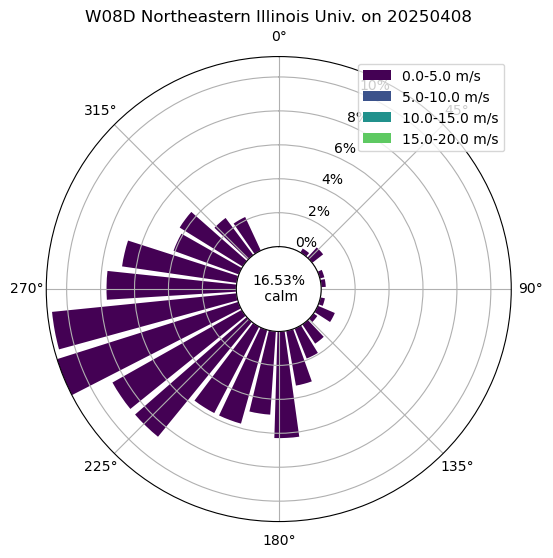 W08D Northeastern Illinois Univ. on 20250408
0°
0.0-5.0 m/s
5.0-10.0 m/s
10.0-15.0 m/s
15.0-20.0 m/s
10%
45°
315°
8%
6%
4%
2%
0%
16.53%
calm
270°
90°
225°
135°
180°